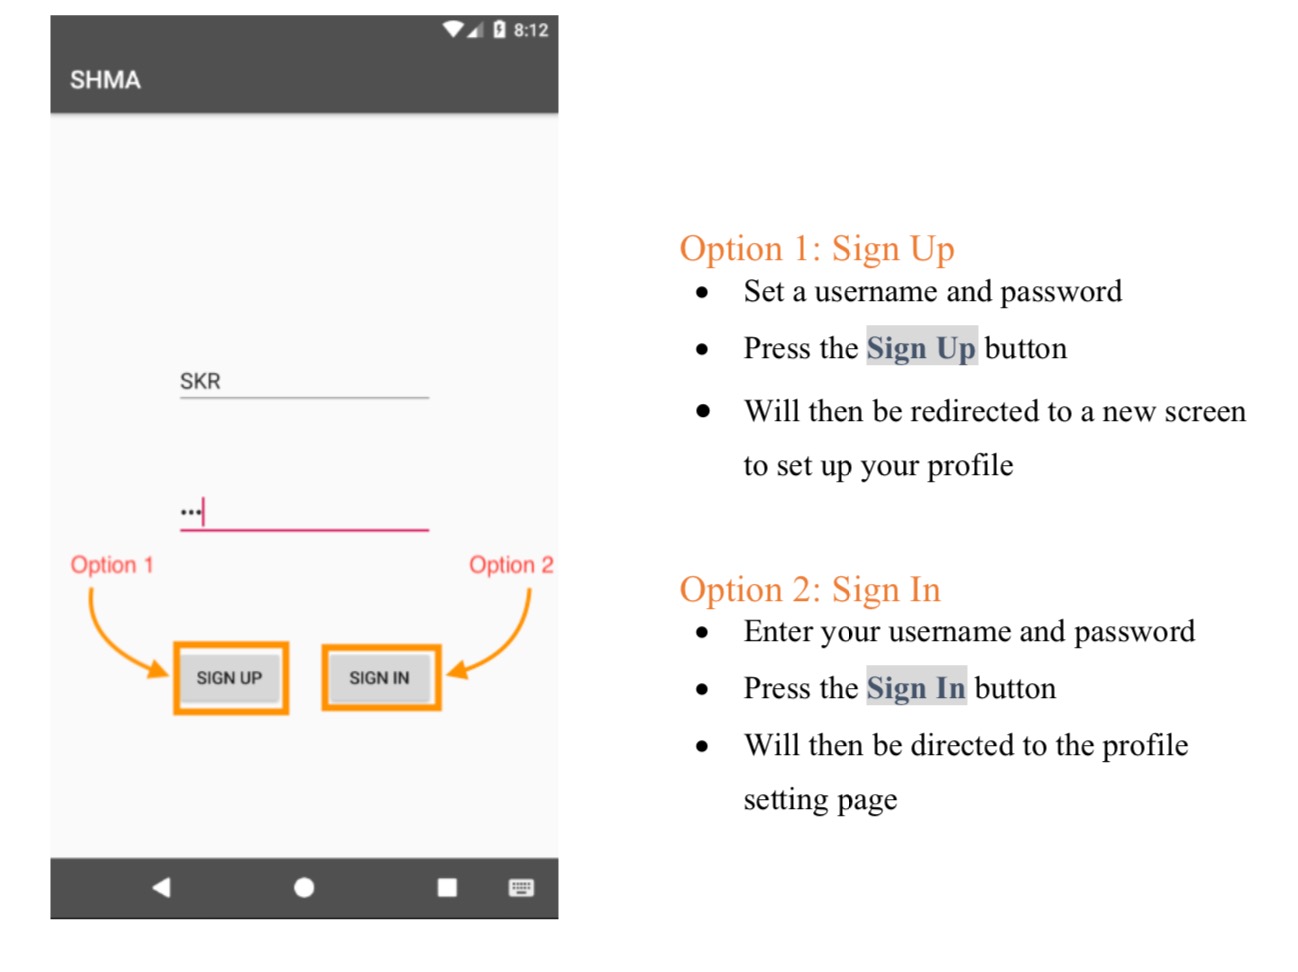 8:12
SHMA
SKR
•••
Option 1
Option 2
SIGN UP
SIGN IN
Option 1: Sign Up
• Set a username and password
• Press the Sign Up button
• Will then be redirected to a new screen
to set up your profile
Option 2: Sign In
• Enter your username and password
• Press the Sign In button
• Will then be directed to the profile
setting page